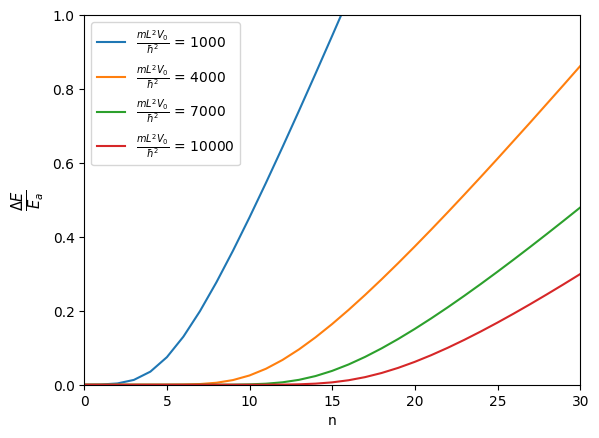 1.0
0.8
0.6
0.4
0.2
0.0
ΔE/E_a
mL²V₀/ℏ² = 1000
mL²V₀/ℏ² = 4000
mL²V₀/ℏ² = 7000
mL²V₀/ℏ² = 10000
0 5 10 15 20 25 30
n